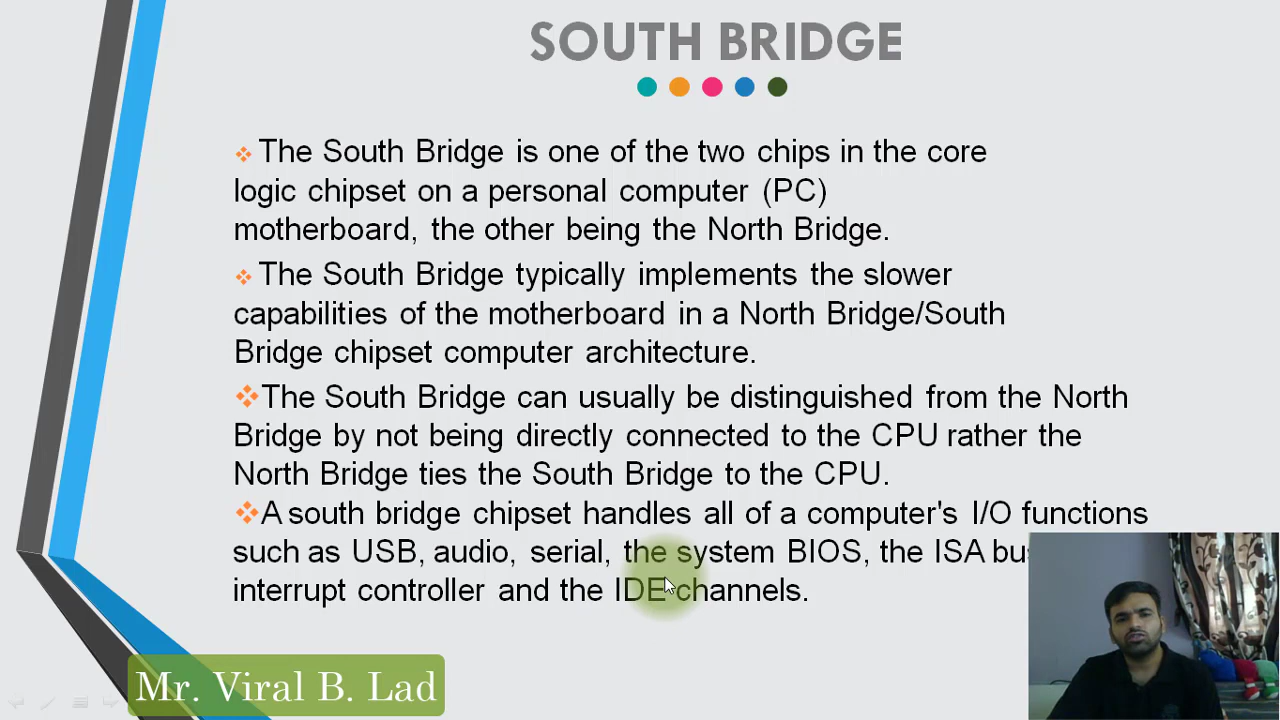 SOUTH BRIDGE
The South Bridge is one of the two chips in the core
logic chipset on a personal computer (PC)
motherboard, the other being the North Bridge.
The South Bridge typically implements the slower
capabilities of the motherboard in a North Bridge/South
Bridge chipset computer architecture.
The South Bridge can usually be distinguished from the North
Bridge by not being directly connected to the CPU rather the
North Bridge ties the South Bridge to the CPU.
A south bridge chipset handles all of a computer's I/O functions
such as USB, audio, serial, the system BIOS, the ISA
interrupt controller and the IDE channels.
Mr. Viral B. Lad